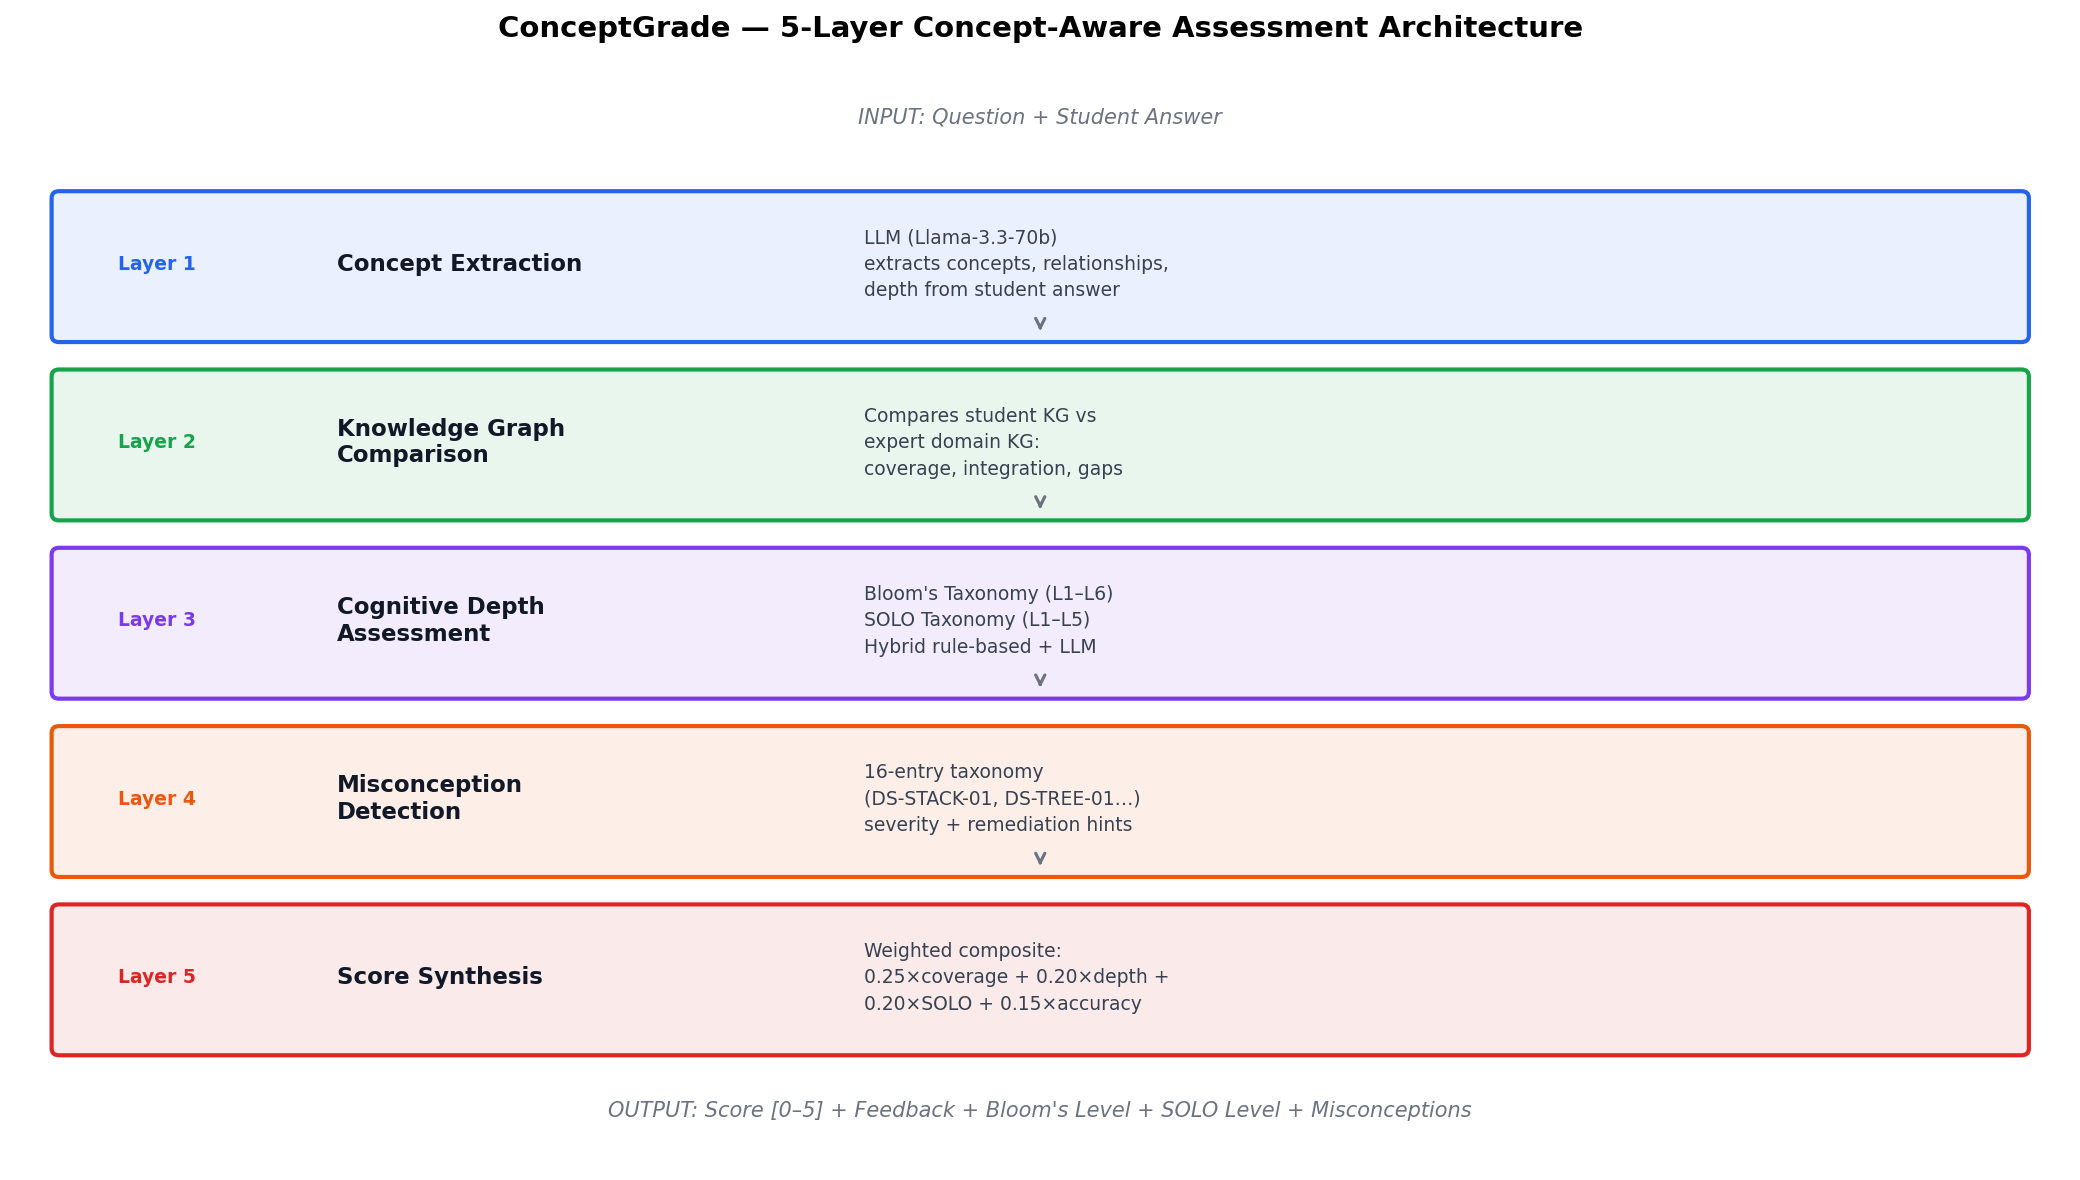 ConceptGrade — 5-Layer Concept-Aware Assessment Architecture
INPUT: Question + Student Answer
Layer 1
Concept Extraction
LLM (Llama-3.3-70b)
extracts concepts, relationships,
depth from student answer
Layer 2
Knowledge Graph
Comparison
Compares student KG vs
expert domain KG:
coverage, integration, gaps
Layer 3
Cognitive Depth
Assessment
Bloom's Taxonomy (L1–L6)
SOLO Taxonomy (L1–L5)
Hybrid rule-based + LLM
Layer 4
Misconception
Detection
16-entry taxonomy
(DS-STACK-01, DS-TREE-01…)
severity + remediation hints
Layer 5
Score Synthesis
Weighted composite:
0.25×coverage + 0.20×depth +
0.20×SOLO + 0.15×accuracy
OUTPUT: Score [0–5] + Feedback + Bloom's Level + SOLO Level + Misconceptions